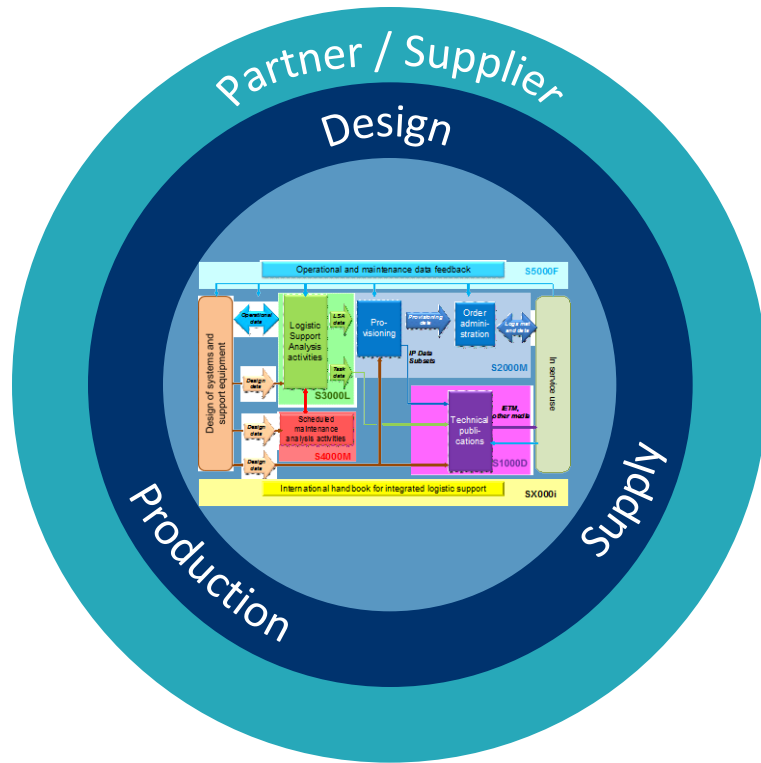 Partner / Supplier
Design
Operational and maintenance data feedback
S5000F
Design of systems and
support equipment
Operational
data
Logistic
Support
Analysis
activities
LSA
data
Pro-
visioning
Provisioning
data
Order
admini-
stration
In service use
IP Data
Subsets
S2000M
Task
data
Design
data
S3000L
Scheduled
maintenance
analysis activities
S4000M
Design
data
Design
data
Technical
publi-
cations
IETM,
other media
S1000D
International handbook for integrated logistic support
SX000i
Production
Supply